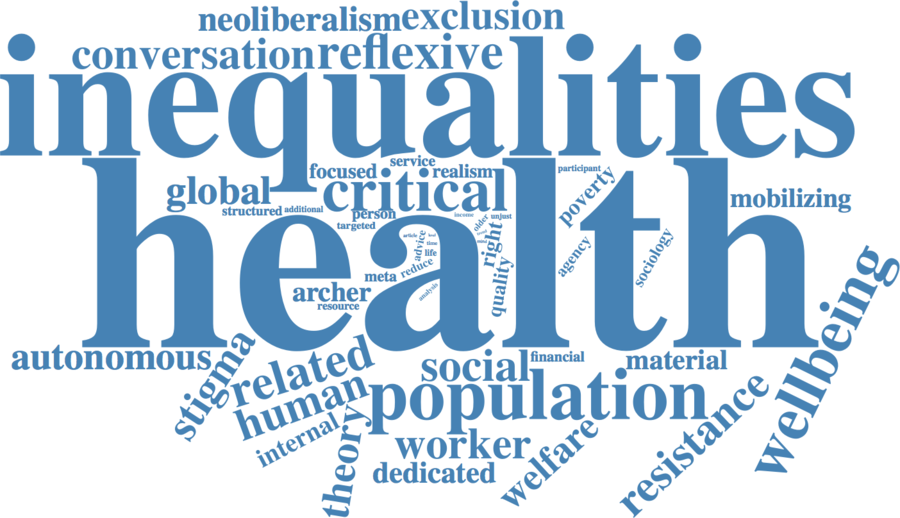 neoliberalism exclusion
conversation reflexive
inequalities
health
service
focused realism
participant
global critical
poverty
mobilizing
structured additional person
income older unjust
targeted
article
advice
time
life
right
agency
sociology
meta reduce
quality
archer
analysis
resource
wellbeing
autonomous
stigma
related
social financial material
human
population
internal
theory
worker
dedicated
welfare
resistance